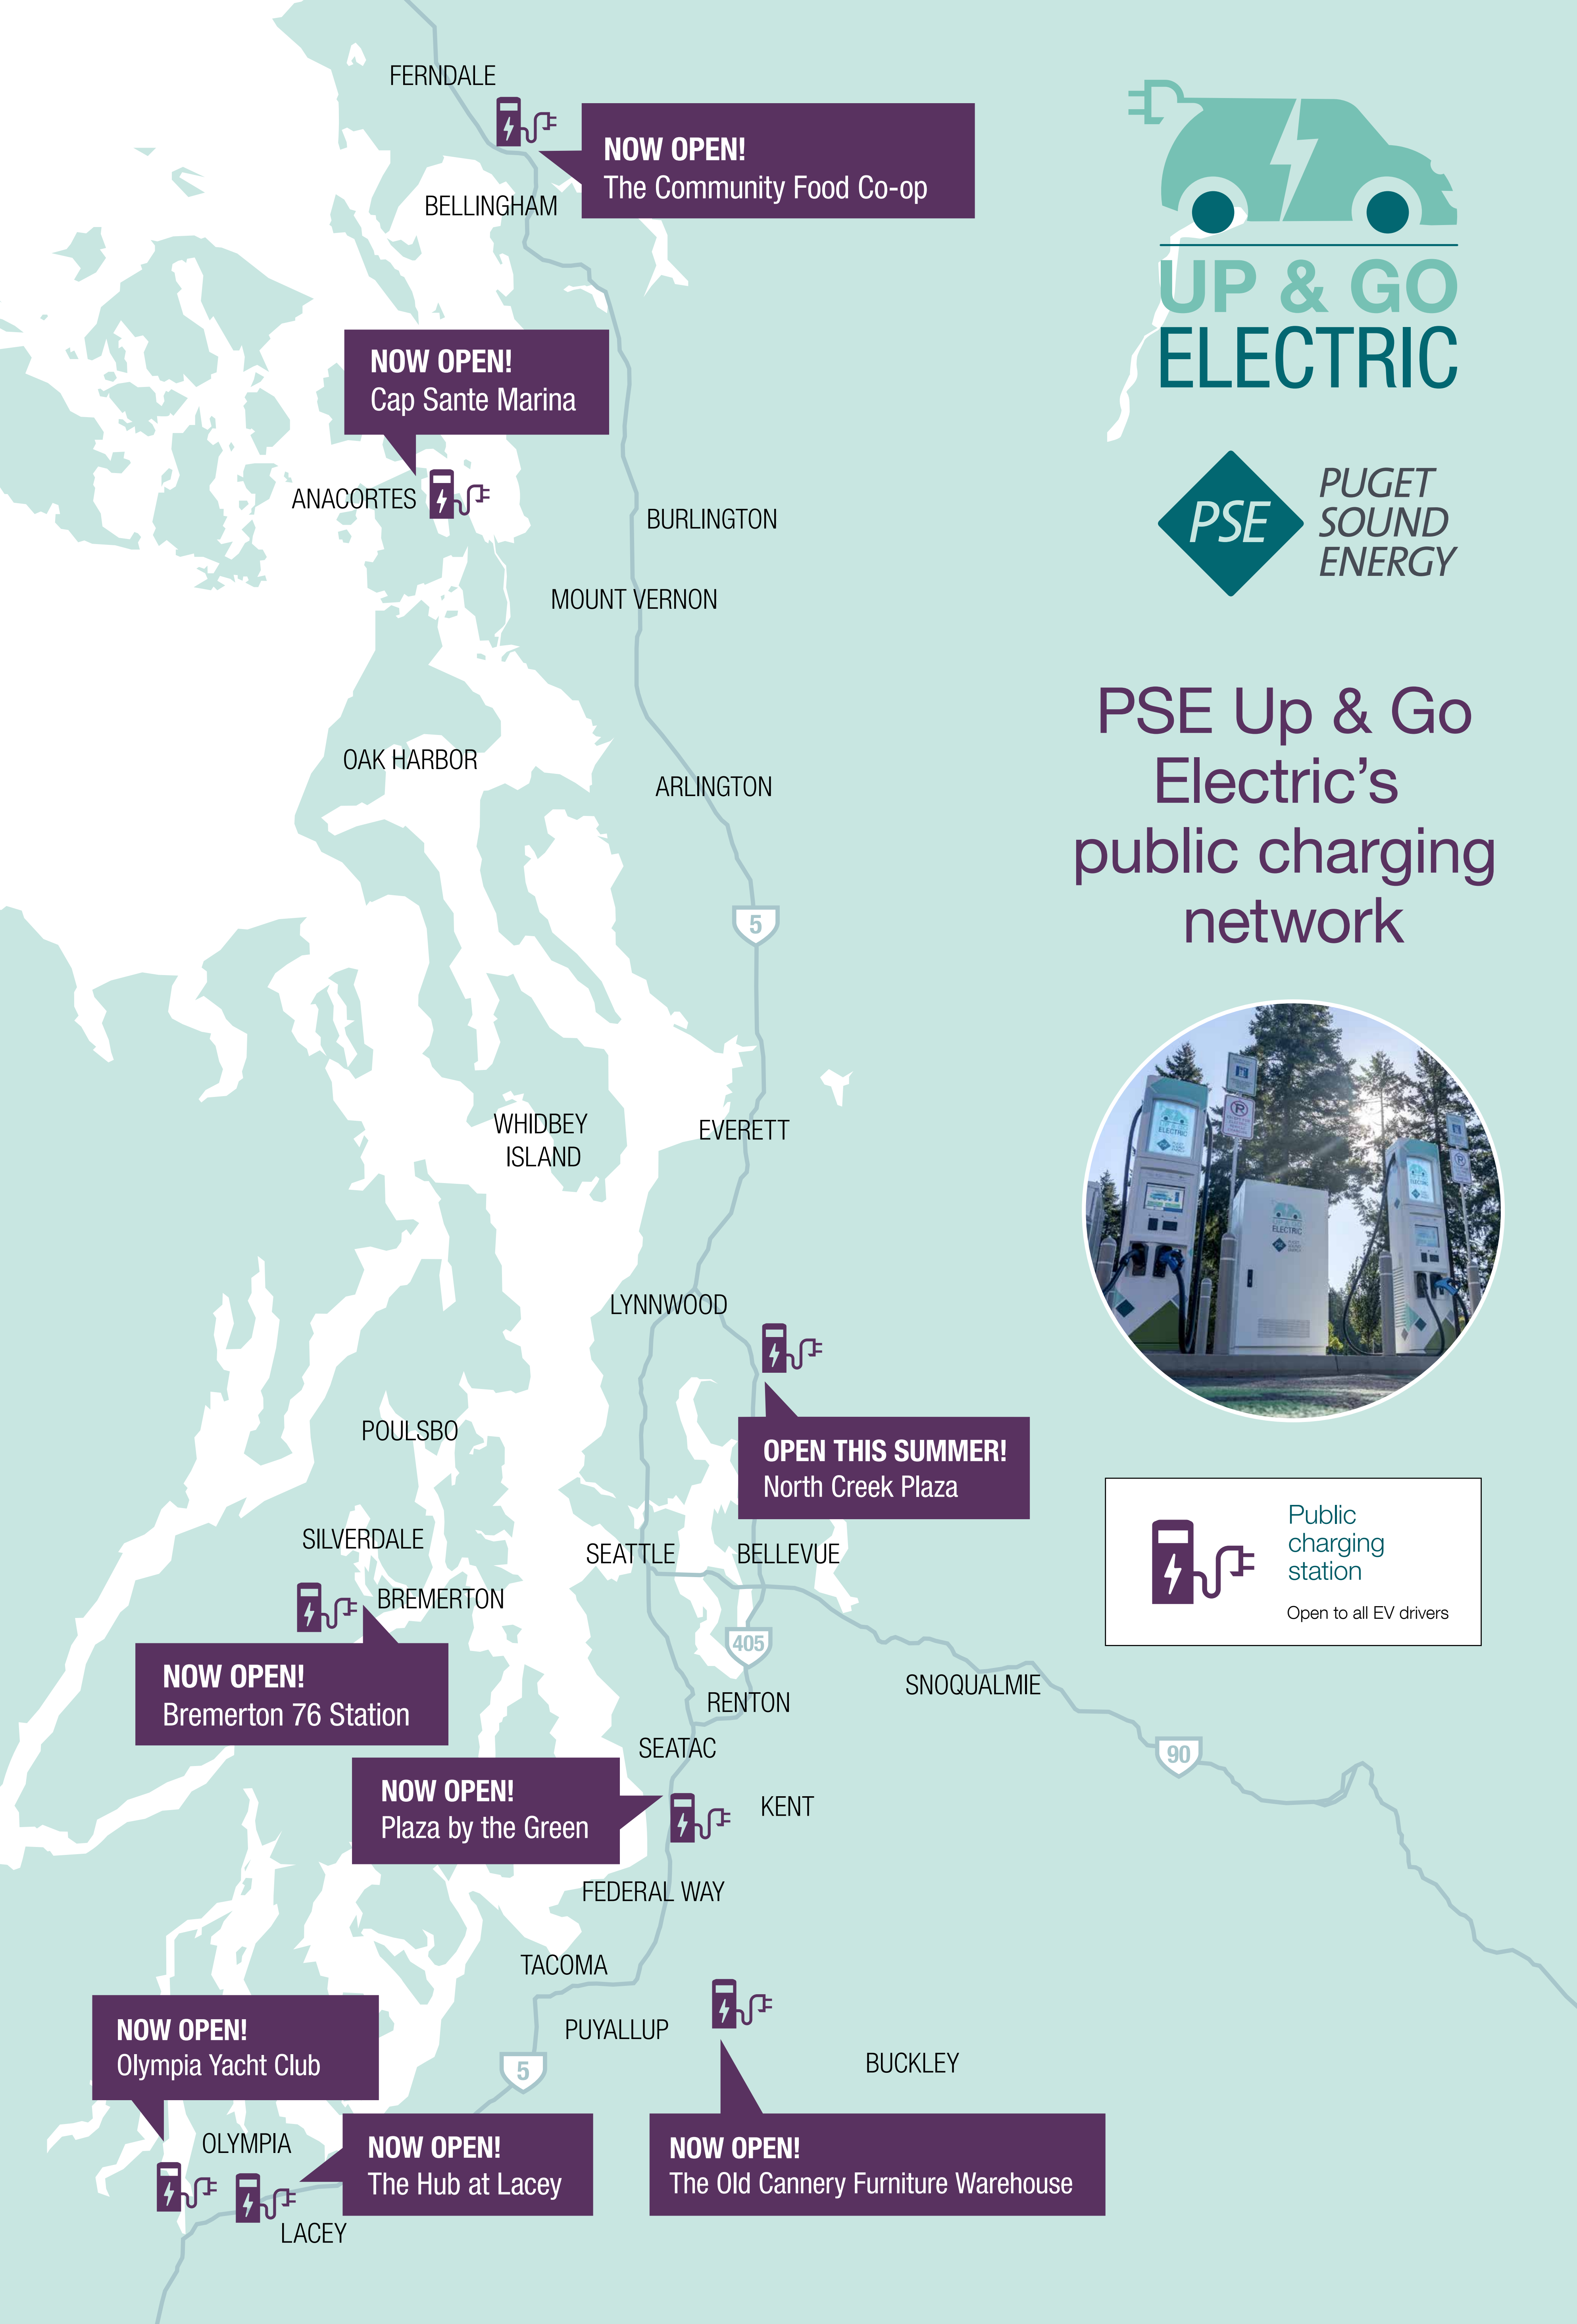 FERNDALE
NOW OPEN!
The Community Food Co-op
BELLINGHAM
UP & GO
ELECTRIC
NOW OPEN!
Cap Sante Marina
ANACORTES
BURLINGTON
PSE
PUGET
SOUND
ENERGY
MOUNT VERNON
PSE Up & Go
Electric’s
public charging
network
OAK HARBOR
ARLINGTON
5
WHIDBEY
ISLAND
EVERETT
ELECTRIC
ELECTRIC
LYNNWOOD
POULSBO
OPEN THIS SUMMER!
North Creek Plaza
Public
charging
station
Open to all EV drivers
SILVERDALE
SEATTLE
BELLEVUE
BREMERTON
405
NOW OPEN!
Bremerton 76 Station
SNOQUALMIE
RENTON
SEATAC
90
NOW OPEN!
Plaza by the Green
KENT
FEDERAL WAY
TACOMA
NOW OPEN!
Olympia Yacht Club
PUYALLUP
5
BUCKLEY
OLYMPIA
NOW OPEN!
The Hub at Lacey
NOW OPEN!
The Old Cannery Furniture Warehouse
LACEY